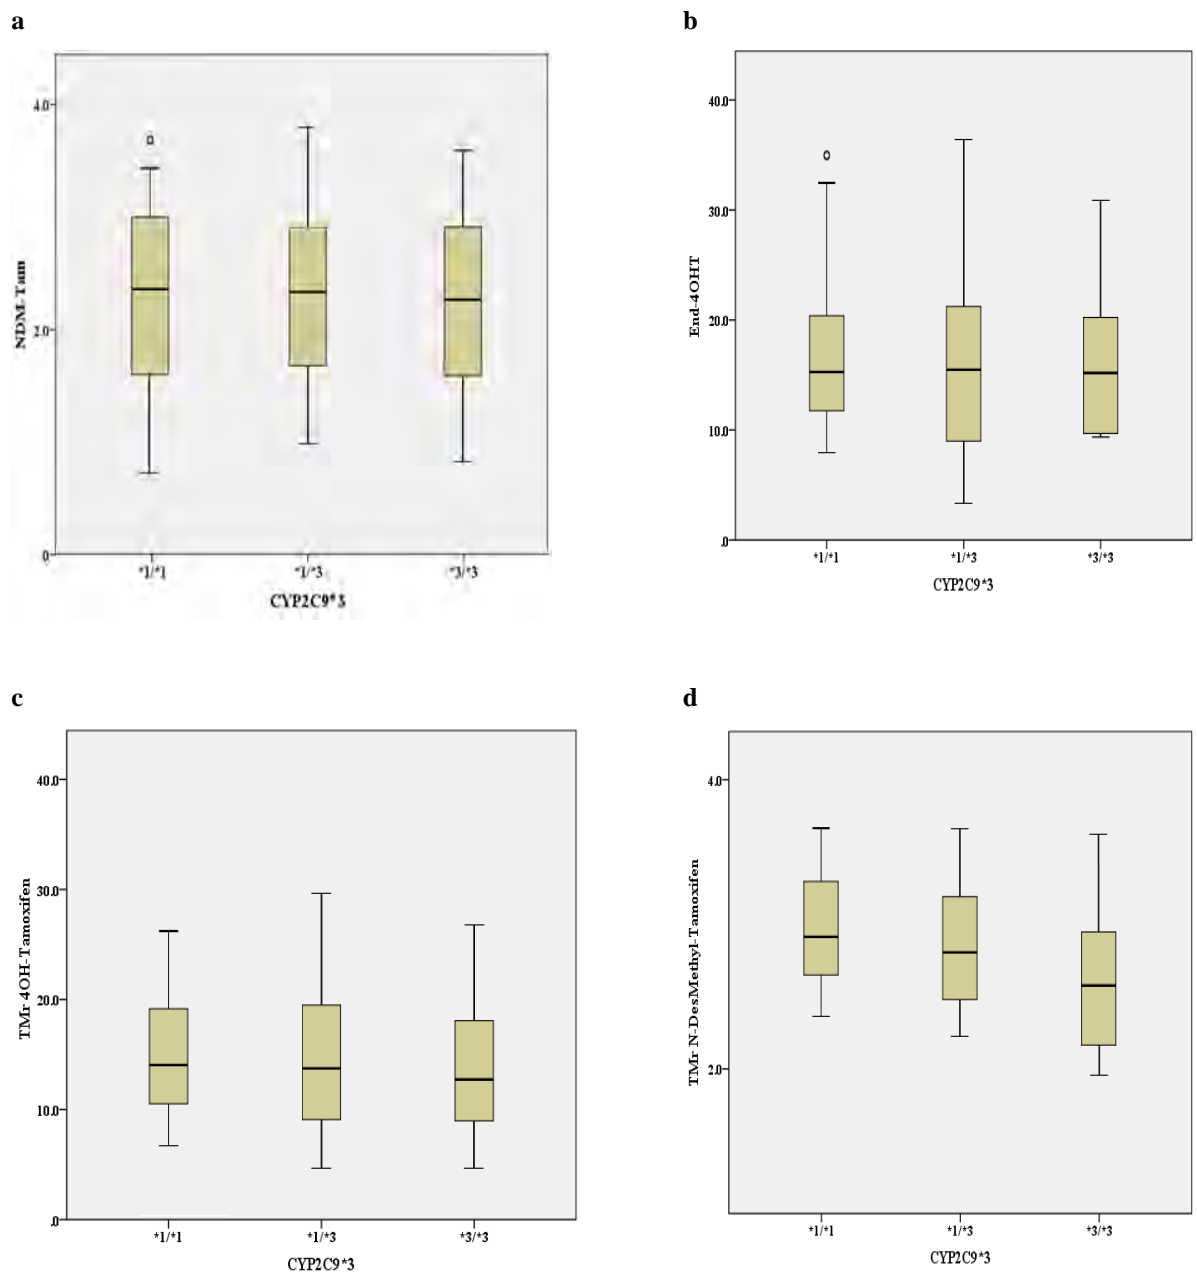 a
NDM-Tam
4.0
2.0
0
*1/*1 *1/*3 *3/*3
CYP2C9*3
b
End-4OHT
40.0
30.0
20.0
10.0
.0
*1/*1 *1/*3 *3/*3
CYP2C9*3
c
TMr 4OH-Tamoxifen
40.0
30.0
20.0
10.0
.0
*1/*1 *1/*3 *3/*3
CYP2C9*3
d
TMr N-DesMethyl-Tamoxifen
4.0
2.0
*1/*1 *1/*3 *3/*3
CYP2C9*3